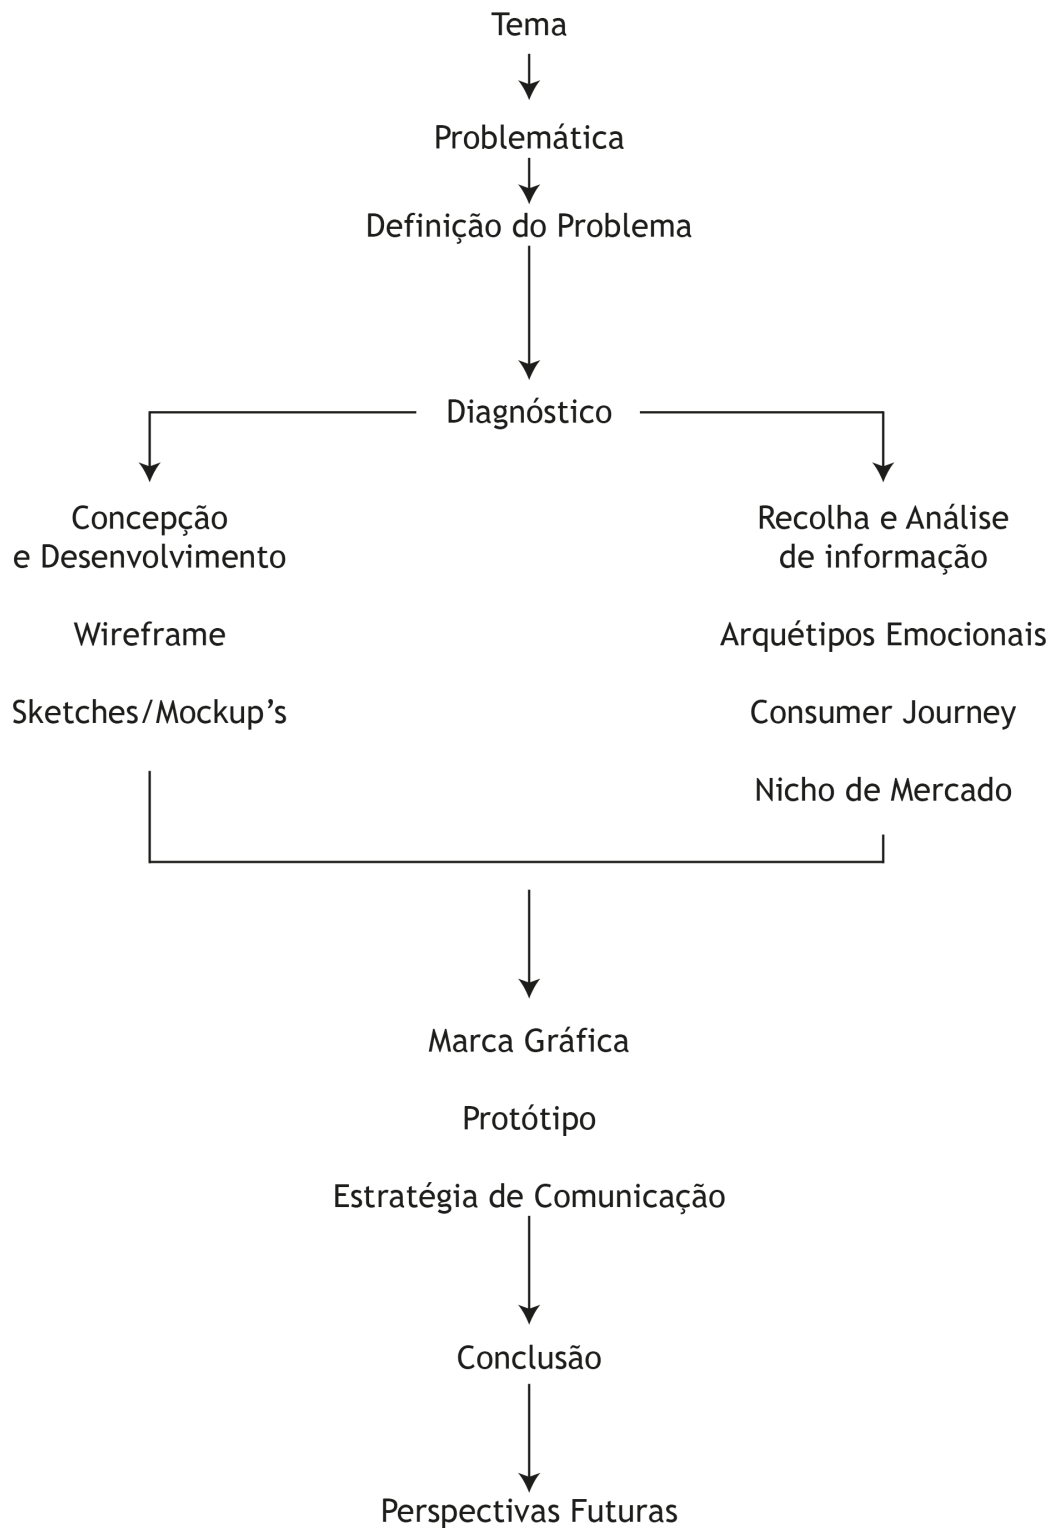 Tema
Problemática
Definição do Problema
Diagnóstico
Concepção
e Desenvolvimento
Wireframe
Sketches/Mockup’s
Recolha e Análise
de informação
Arquétipos Emocionais
Consumer Journey
Nicho de Mercado
Marca Gráfica
Protótipo
Estratégia de Comunicação
Conclusão
Perspectivas Futuras